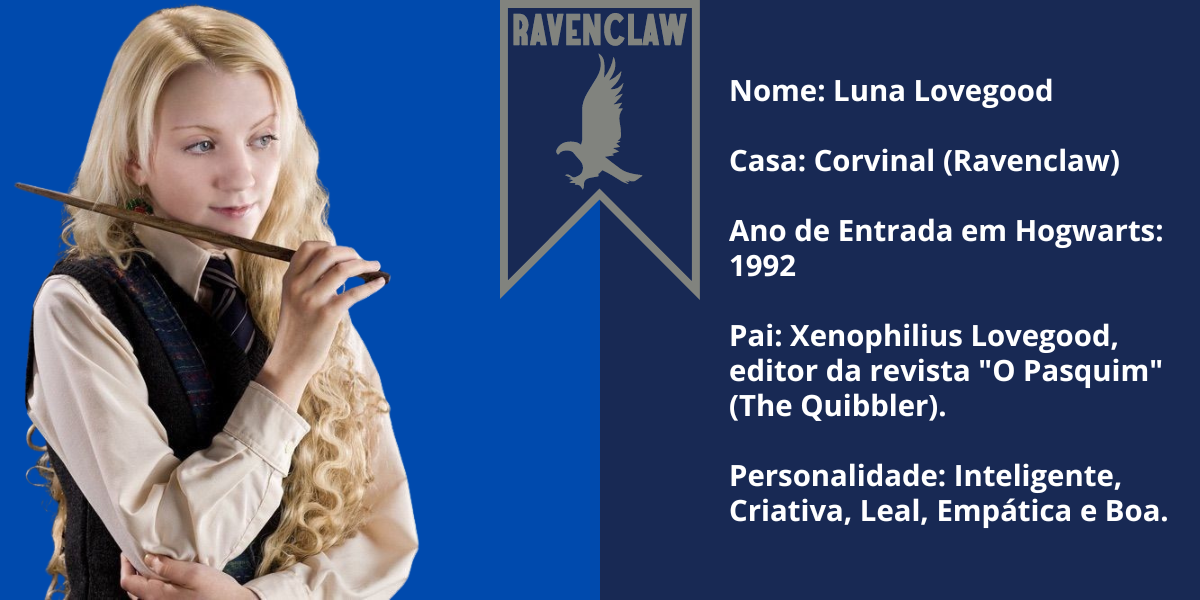 RAVENCLAW
Nome: Luna Lovegood
Casa: Corvinal (Ravenclaw)
Ano de Entrada em Hogwarts:
1992
Pai: Xenophilius Lovegood,
editor da revista "O Pasquim"
(The Quibbler).
Personalidade: Inteligente,
Criativa, Leal, Empática e Boa.